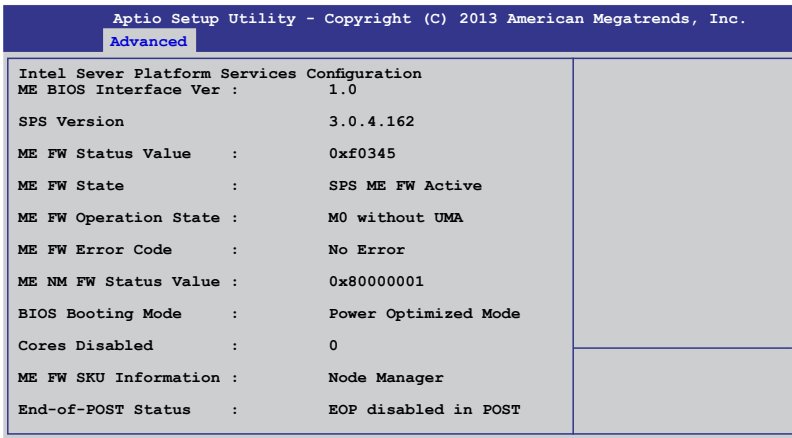 Aptio Setup Utility - Copyright (C) 2013 American Megatrends, Inc.
Advanced
Intel Sever Platform Services Configuration
ME BIOS Interface Ver : 1.0
SPS Version 3.0.4.162
ME FW Status Value : 0xf0345
ME FW State : SPS ME FW Active
ME FW Operation State : M0 without UMA
ME FW Error Code : No Error
ME NM FW Status Value : 0x80000001
BIOS Booting Mode : Power Optimized Mode
Cores Disabled : 0
ME FW SKU Information : Node Manager
End-of-POST Status : EOP disabled in POST